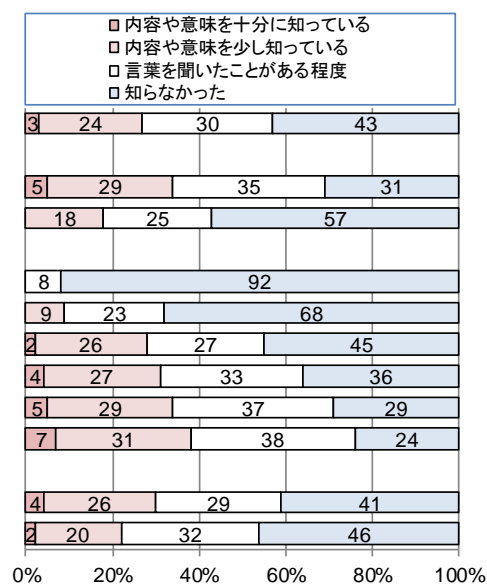 内容や意味を十分に知っている
内容や意味を少し知っている
言葉を聞いたことがある程度
知らなかった
3 24 30 43
5 29 35 31
18 25 57
8 92
9 23 68
2 26 27 45
4 27 33 36
5 29 37 29
7 31 38 24
4 26 29 41
2 20 32 46
0% 20% 40% 60% 80% 100%